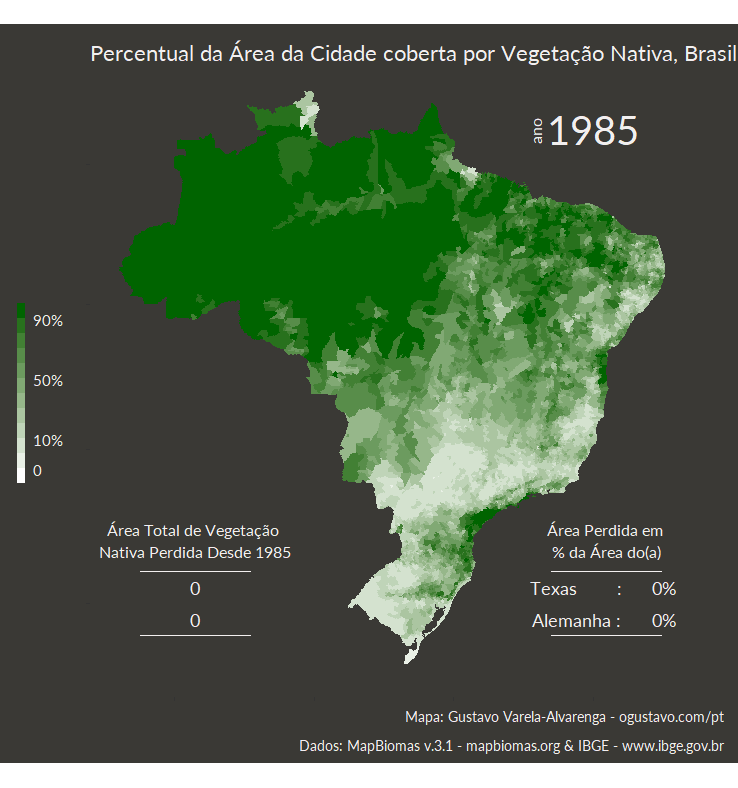 Percentual da Área da Cidade coberta por Vegetação Nativa, Brasil
ano 1985
90%
50%
10%
0
Área Total de Vegetação
Nativa Perdida Desde 1985
0
0
Área Perdida em
% da Área do(a)
Texas : 0%
Alemanha : 0%
Mapa: Gustavo Varela-Alvarenga - ogustavo.com/pt
Dados: MapBiomas v.3.1 - mapbiomas.org & IBGE - www.ibge.gov.br